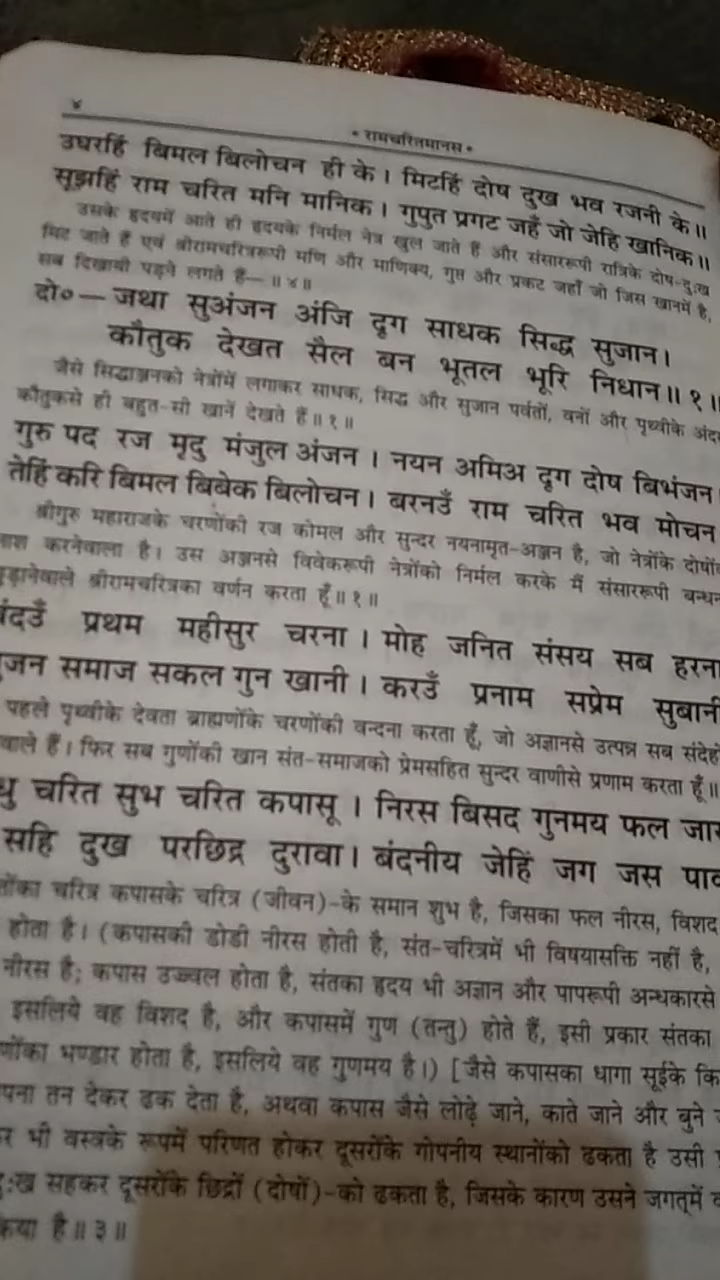 ४
* रामचरितमानस *
उघरहिं बिमल बिलोचन ही के। मिटहिं दोष दुख भव रजनी के॥
सूझहिं राम चरित मनि मानिक। गुपुत प्रगट जहँ जो जेहि खानिक॥
उसके हृदयमें आते ही हृदयके निर्मल नेत्र खुल जाते हैं और संसाररूपी रात्रिके दोष-दुःख
मिट जाते हैं एवं श्रीरामचरित्ररूपी मणि और माणिक्य, गुप्त और प्रकट जहाँ जो जिस खानमें है,
सब दिखायी पड़ने लगते हैं—॥४॥
दो०— जथा सुअंजन अंजि दृग साधक सिद्ध सुजान।
कौतुक देखत सैल बन भूतल भूरि निधान॥१॥
जैसे सिद्धाञ्जनको नेत्रोंमें लगाकर साधक, सिद्ध और सुजान पर्वतों, वनों और पृथ्वीके अंदर
कौतुकसे ही बहुत-सी खानें देखते हैं॥१॥
गुरु पद रज मृदु मंजुल अंजन। नयन अमिअ दृग दोष बिभंजन
तेहिं करि बिमल बिबेक बिलोचन। बरनउँ राम चरित भव मोचन
श्रीगुरु महाराजके चरणोंकी रज कोमल और सुन्दर नयनामृत-अञ्जन है, जो नेत्रोंके दोषों
नाश करनेवाला है। उस अञ्जनसे विवेकरूपी नेत्रोंको निर्मल करके मैं संसाररूपी बन्धन
छुड़ानेवाले श्रीरामचरित्रका वर्णन करता हूँ॥१॥
बंदउँ प्रथम महीसुर चरना। मोह जनित संसय सब हरना
जन समाज सकल गुन खानी। करउँ प्रनाम सप्रेम सुबानी
पहले पृथ्वीके देवता ब्राह्मणोंके चरणोंकी वन्दना करता हूँ, जो अज्ञानसे उत्पन्न सब संदेहों
वाले हैं। फिर सब गुणोंकी खान संत-समाजको प्रेमसहित सुन्दर वाणीसे प्रणाम करता हूँ॥
धु चरित सुभ चरित कपासू। निरस बिसद गुनमय फल जा
सहि दुख परछिद्र दुरावा। बंदनीय जेहिं जग जस पा
तोंका चरित्र कपासके चरित्र (जीवन)-के समान शुभ है, जिसका फल नीरस, विशद
होता है। (कपासकी डोडी नीरस होती है, संत-चरित्रमें भी विषयासक्ति नहीं है,
नीरस है; कपास उज्ज्वल होता है, संतका हृदय भी अज्ञान और पापरूपी अन्धकारसे
इसलिये वह विशद है, और कपासमें गुण (तन्तु) होते हैं, इसी प्रकार संतका
णोंका भण्डार होता है, इसलिये वह गुणमय है।) [जैसे कपासका धागा सूईके कि
पना तन देकर ढक देता है, अथवा कपास जैसे लोढ़े जाने, काते जाने और बुने
र भी वस्त्रके रूपमें परिणत होकर दूसरोंके गोपनीय स्थानोंको ढकता है उसी
दुःख सहकर दूसरोंके छिद्रों (दोषों)-को ढकता है, जिसके कारण उसने जगत्‌में
किया है॥३॥